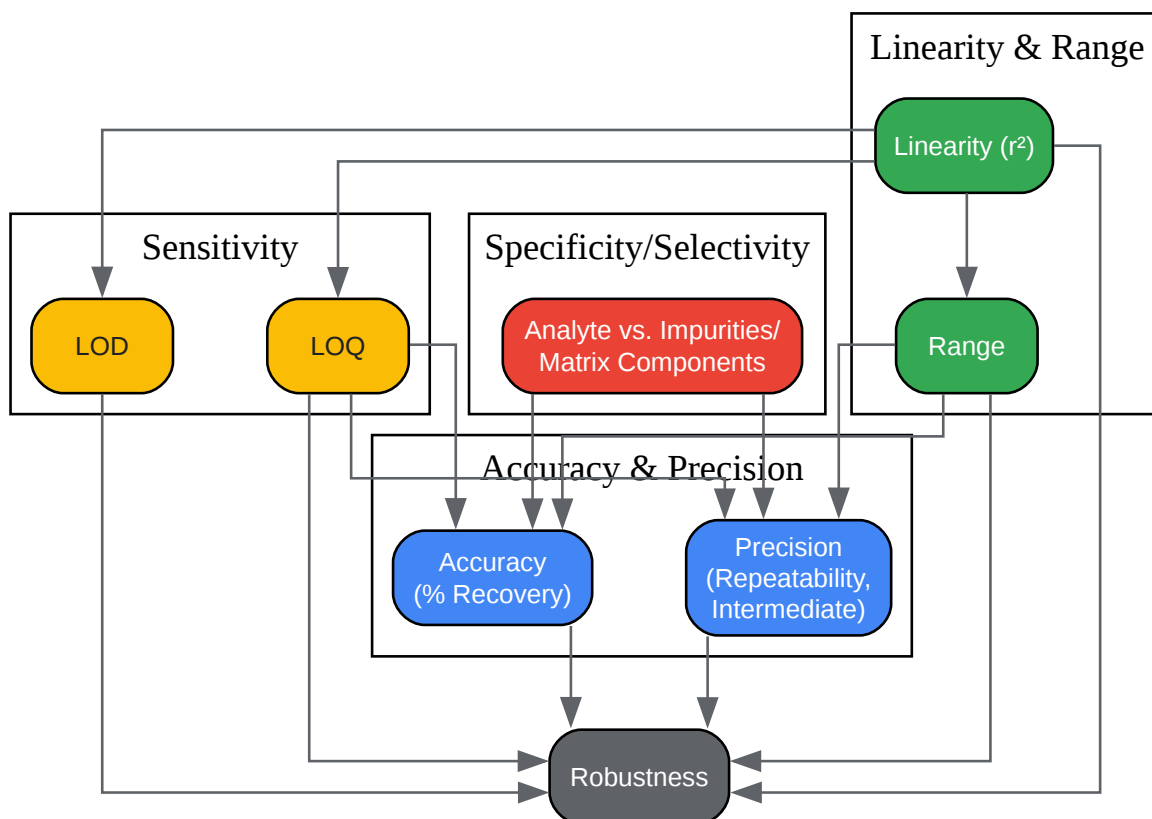 Linearity & Range
Linearity (r²)
Sensitivity
Specificity/Selectivity
LOD
LOQ
Analyte vs. Impurities/
Matrix Components
Range
Accuracy & Precision
Accuracy
(% Recovery)
Precision
(Repeatability,
Intermediate)
Robustness